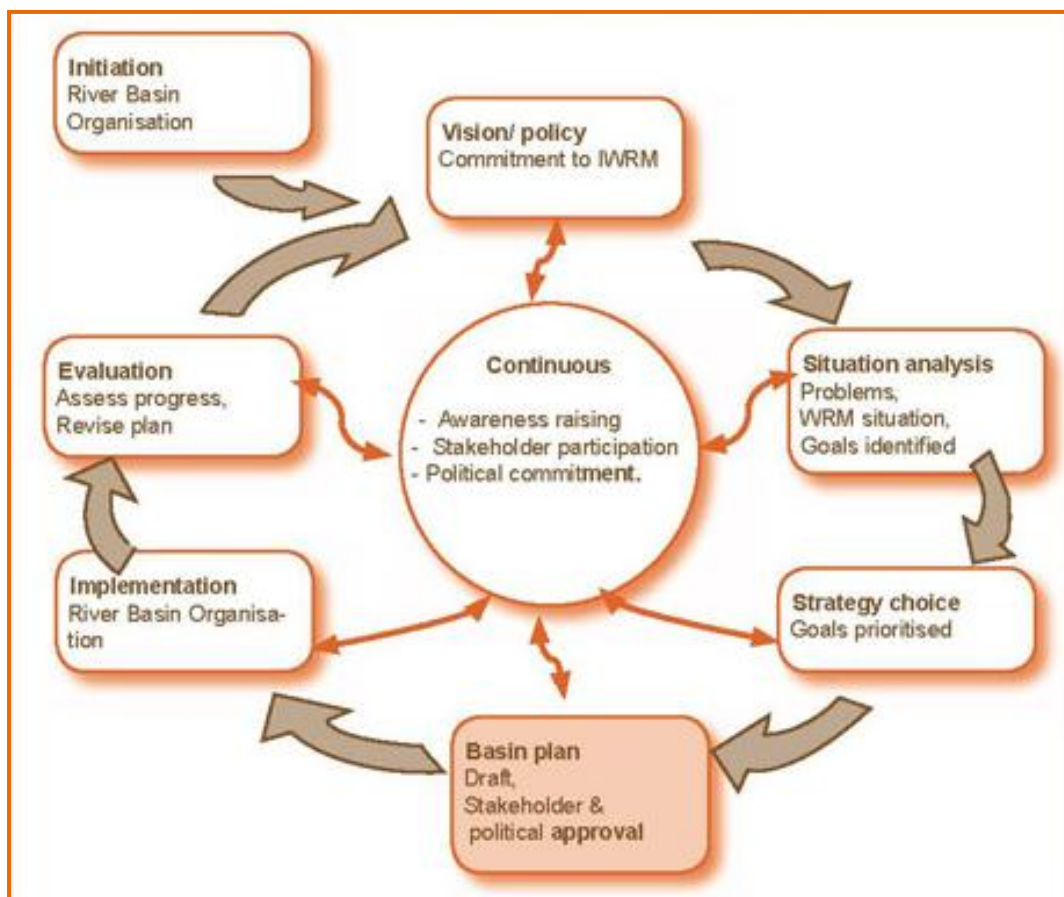 Initiation
River Basin
Organisation
Vision/ policy
Commitment to IWRM
Situation analysis
Problems,
WRM situation,
Goals identified
Strategy choice
Goals prioritised
Basin plan
Draft,
Stakeholder &
political approval
Implementation
River Basin Organisa-
tion
Evaluation
Assess progress,
Revise plan
Continuous
- Awareness raising
- Stakeholder participation
- Political commitment.